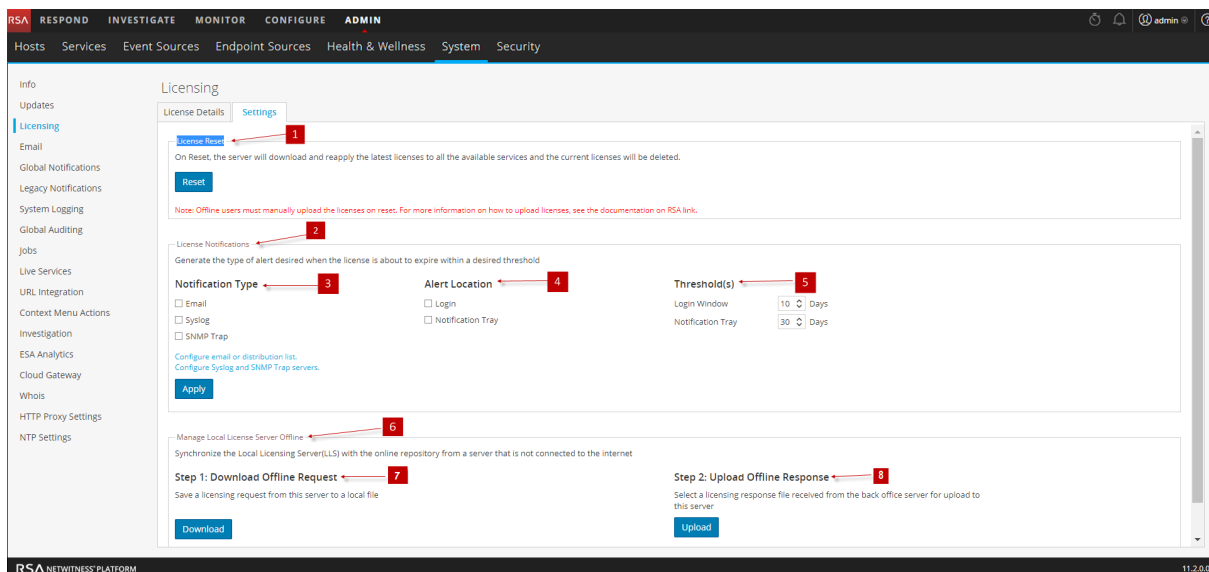 RSA RESPOND INVESTIGATE MONITOR CONFIGURE ADMIN admin
Hosts Services Event Sources Endpoint Sources Health & Wellness System Security
Info
Updates
Licensing
Email
Global Notifications
Legacy Notifications
System Logging
Global Auditing
Jobs
Live Services
URL Integration
Context Menu Actions
Investigation
ESA Analytics
Cloud Gateway
Whois
HTTP Proxy Settings
NTP Settings
Licensing
License Details Settings
License Reset 1
On Reset, the server will download and reapply the latest licenses to all the available services and the current licenses will be deleted.
Reset
Note: Offline users must manually upload the licenses on reset. For more information on how to upload licenses, see the documentation on RSA link.
License Notifications 2
Generate the type of alert desired when the license is about to expire within a desired threshold
Notification Type 3
Email
Syslog
SNMP Trap
Alert Location 4
Login
Notification Tray
Threshold(s) 5
Login Window 10 Days
Notification Tray 30 Days
Configure email or distribution list.
Configure Syslog and SNMP Trap servers.
Apply
Manage Local License Server Offline 6
Synchronize the Local Licensing Server(LLS) with the online repository from a server that is not connected to the internet
Step 1: Download Offline Request 7
Save a licensing request from this server to a local file
Download
Step 2: Upload Offline Response 8
Select a licensing response file received from the back office server for upload to
this server
Upload
RSA NETWITNESS® PLATFORM 11.2.0.0